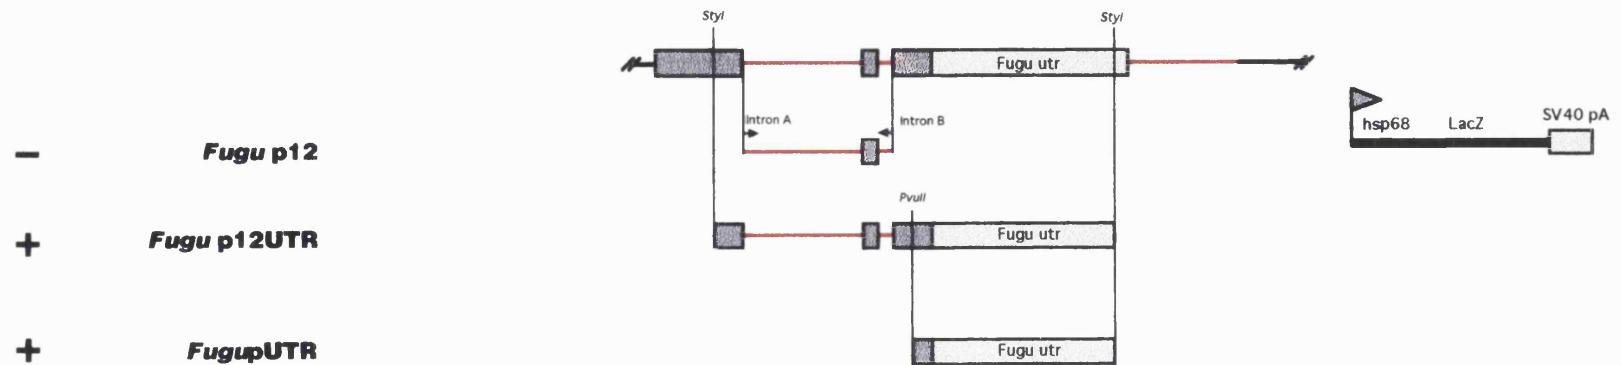 StyI
StyI
Fugu utr
hsp68 LacZ SV40 pA
Intron A
Intron B
− Fugu p12
PvuII
+ Fugu p12UTR
Fugu utr
+ FugupUTR
Fugu utr